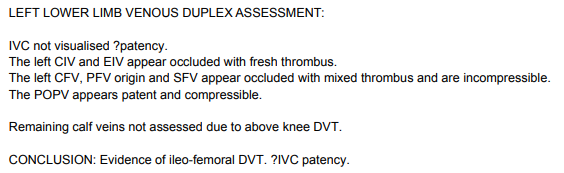 LEFT LOWER LIMB VENOUS DUPLEX ASSESSMENT:
IVC not visualised ?patency.
The left CIV and EIV appear occluded with fresh thrombus.
The left CFV, PFV origin and SFV appear occluded with mixed thrombus and are incompressible.
The POPV appears patent and compressible.
Remaining calf veins not assessed due to above knee DVT.
CONCLUSION: Evidence of ileo-femoral DVT. ?IVC patency.